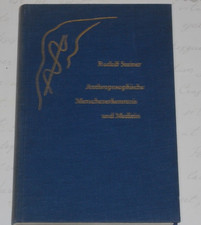 Rudolf Steiner
Anthroposophische
Menschenerkenntnis
und Medizin